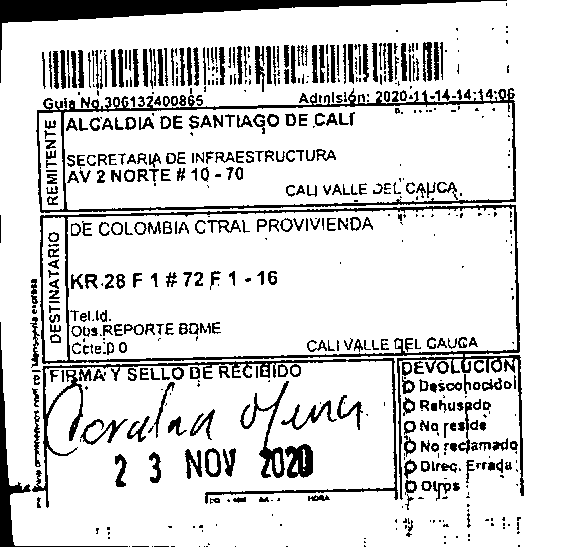 Guia No.306132400865 Admisión: 2020-11-14-14:14:06
REMITENTE
ALCALDIA DE SANTIAGO DE CALI
SECRETARIA DE INFRAESTRUCTURA
AV 2 NORTE # 10 - 70
CALI VALLE DEL CAUCA
DESTINATARIO
DE COLOMBIA CTRAL PROVIVIENDA
KR 28 F 1 # 72 F 1 - 16
Tel.Id.
Obs.REPORTE BDME
Ccte.D 0 CALI VALLE DEL CAUCA
FIRMA Y SELLO DE RECIBIDO
23 NOV 2020
HORA
DEVOLUCION
Desconocido
Rehusado
No reside
No reclamado
Direc. Errada
Otros